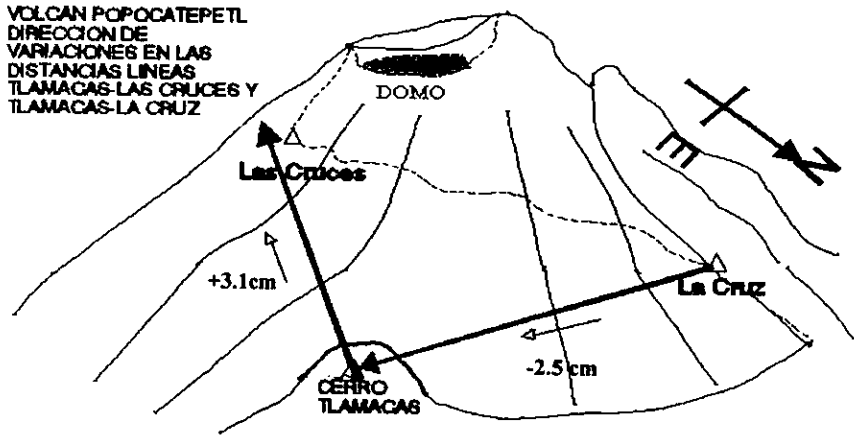 VOLCAN POPOCATEPETL
DIRECCION DE
VARIACIONES EN LAS
DISTANCIAS LINEAS
TLAMACAS-LAS CRUCES Y
TLAMACAS-LA CRUZ
DOMO
E
N
Las Cruces
+3.1cm
La Cruz
-2.5 cm
CERRO
TLAMACAS